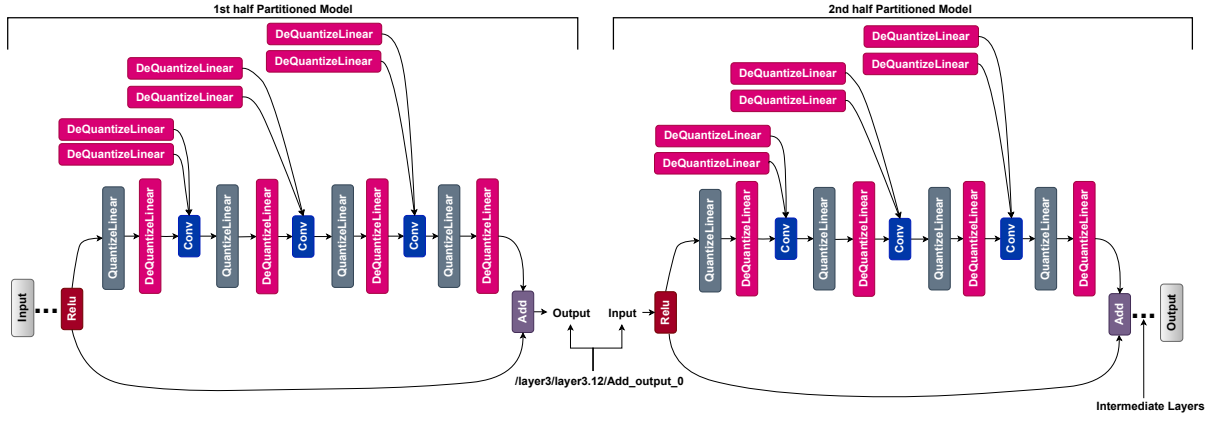 1st half Partitioned Model
DeQuantizeLinear
DeQuantizeLinear
DeQuantizeLinear
DeQuantizeLinear
DeQuantizeLinear
DeQuantizeLinear
Input
Relu
QuantizeLinear
DeQuantizeLinear
Conv
QuantizeLinear
DeQuantizeLinear
Conv
QuantizeLinear
DeQuantizeLinear
Conv
QuantizeLinear
DeQuantizeLinear
Add
Output
/layer3/layer3.12/Add_output_0
2nd half Partitioned Model
DeQuantizeLinear
DeQuantizeLinear
DeQuantizeLinear
DeQuantizeLinear
DeQuantizeLinear
DeQuantizeLinear
Input
Relu
QuantizeLinear
DeQuantizeLinear
Conv
QuantizeLinear
DeQuantizeLinear
Conv
QuantizeLinear
DeQuantizeLinear
Conv
QuantizeLinear
DeQuantizeLinear
Add
Output
Intermediate Layers